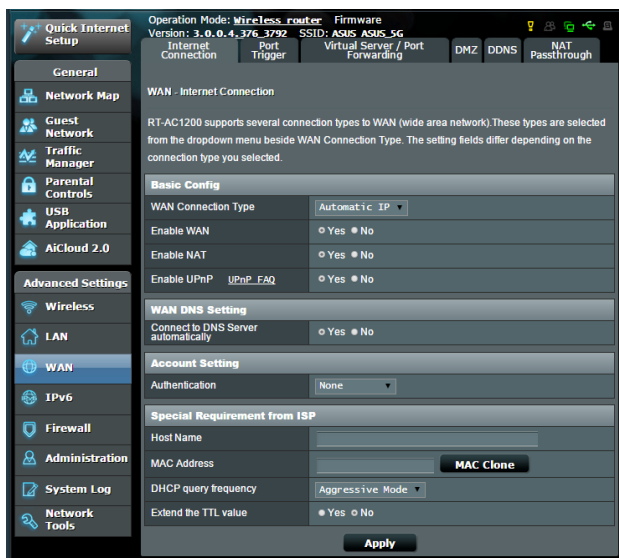 Quick Internet
Setup
Operation Mode: Wireless router Firmware
Version: 3.0.0.4.376_3792 SSID: ASUS ASUS_5G
General
Network Map
Guest
Network
Traffic
Manager
Parental
Controls
USB
Application
AiCloud 2.0
Advanced Settings
Wireless
LAN
WAN
IPv6
Firewall
Administration
System Log
Network
Tools
Internet
Connection
Port
Trigger
Virtual Server / Port
Forwarding
DMZ
DDNS
NAT
Passthrough
WAN - Internet Connection
RT-AC1200 supports several connection types to WAN (wide area network).These types are selected
from the dropdown menu beside WAN Connection Type. The setting fields differ depending on the
connection type you selected.
Basic Config
WAN Connection Type Automatic IP
Enable WAN Yes No
Enable NAT Yes No
Enable UPnP UPnP FAQ Yes No
WAN DNS Setting
Connect to DNS Server
automatically Yes No
Account Setting
Authentication None
Special Requirement from ISP
Host Name
MAC Address MAC Clone
DHCP query frequency Aggressive Mode
Extend the TTL value Yes No
Apply